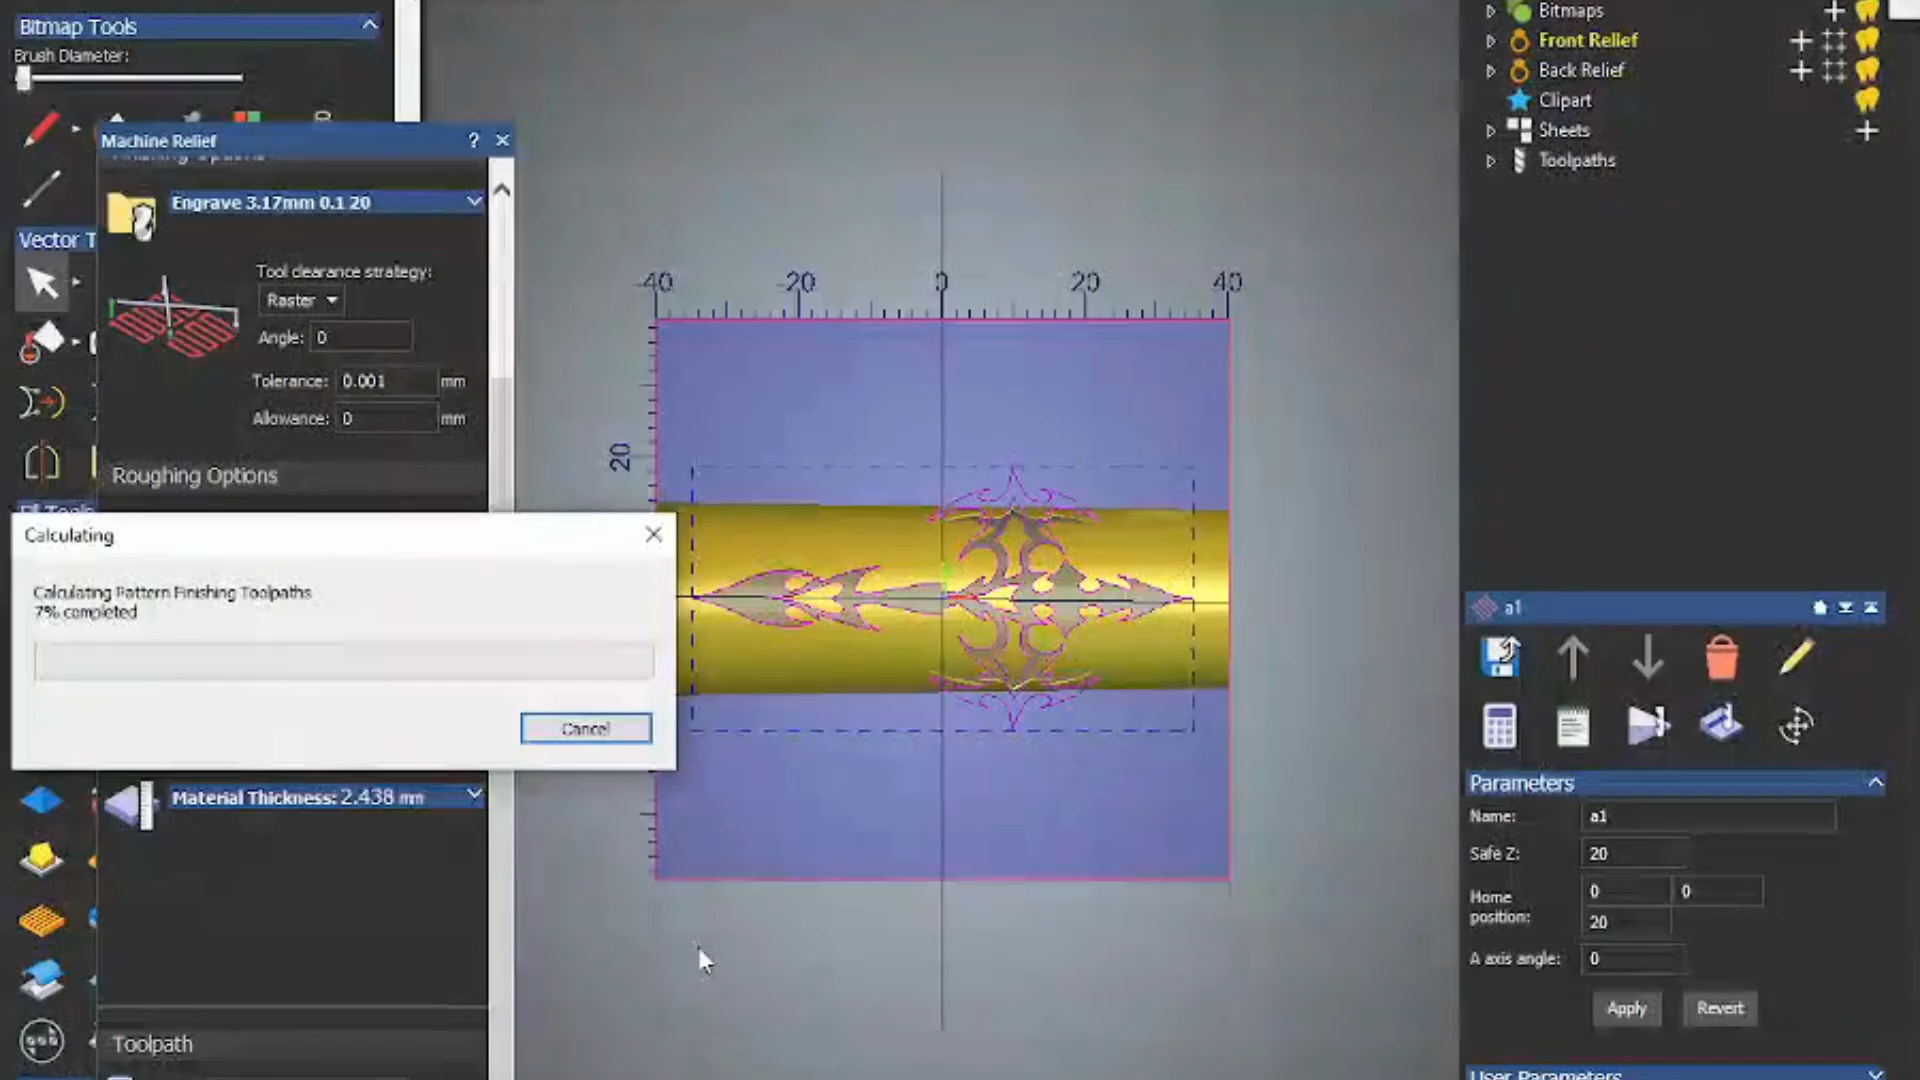 Bitmap Tools
Brush Diameter:
Machine Relief
?
Engrave 3.17mm 0.1 20
Vector T
Tool clearance strategy:
Raster
Angle: 0
Tolerance: 0.001 mm
Allowance: 0 mm
Roughing Options
Calculating
Calculating Pattern Finishing Toolpaths
7% completed
Cancel
Material Thickness: 2.438 mm
Toolpath
-40 -20 0 20 40
20
Bitmaps
Front Relief
Back Relief
Clipart
Sheets
Toolpaths
a1
Parameters
Name: a1
Safe Z: 20
Home position: 0 0
20
A axis angle: 0
Apply Revert
User Parameters